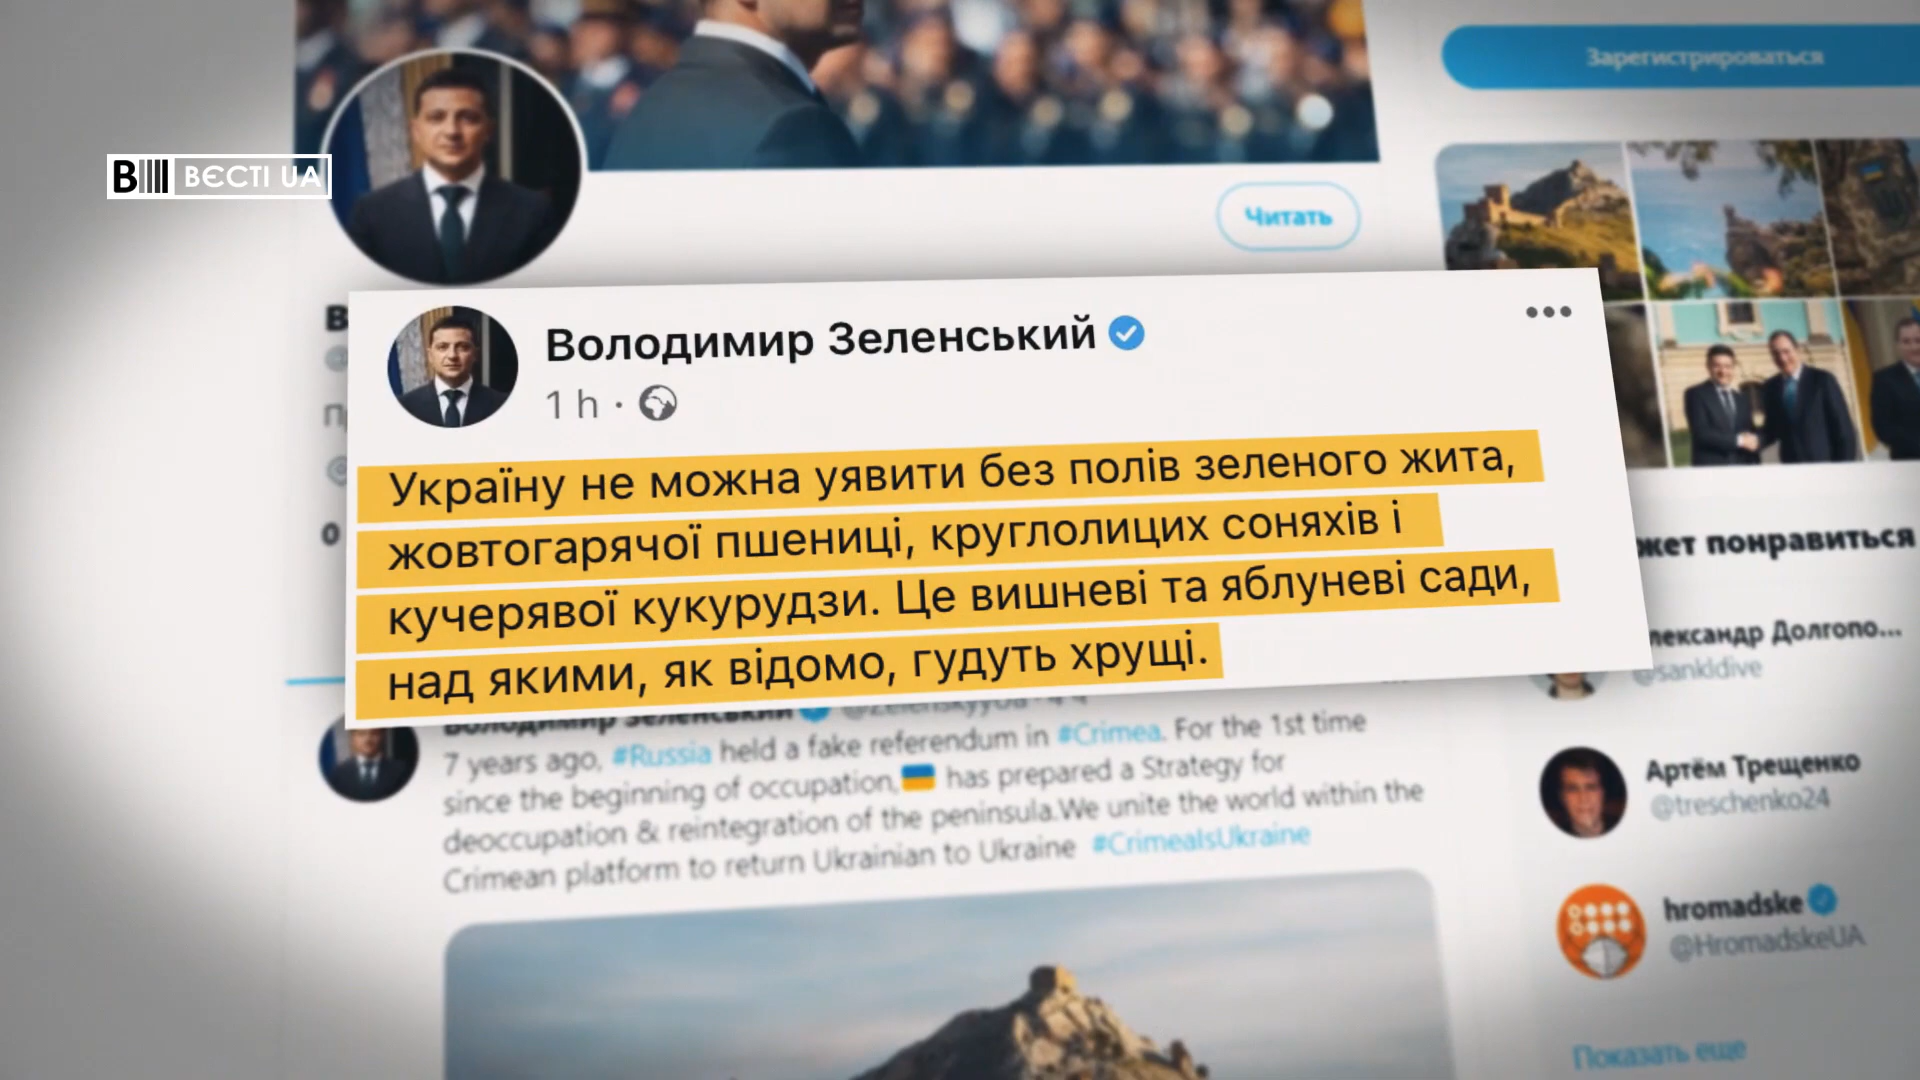 Зарегистрироваться
ВЄСТІ UA
Читать
Володимир Зеленський
1 h ·
Україну не можна уявити без полів зеленого жита,
жовтогарячої пшениці, круглолицих соняхів і
кучерявої кукурудзи. Це вишневі та яблуневі сади,
над якими, як відомо, гудуть хрущі.
жет понравиться
лександр Долгопо...
@sankldive
Володимир Зеленський @ZelenskyyUa
7 years ago, #Russia held a fake referendum in #Crimea. For the 1st time
since the beginning of occupation, has prepared a Strategy for
deoccupation & reintegration of the peninsula.We unite the world within the
Crimean platform to return Ukrainian to Ukraine #CrimeaIsUkraine
Артём Трещенко
@treschenko24
hromadske
@HromadskeUA
Показать еще